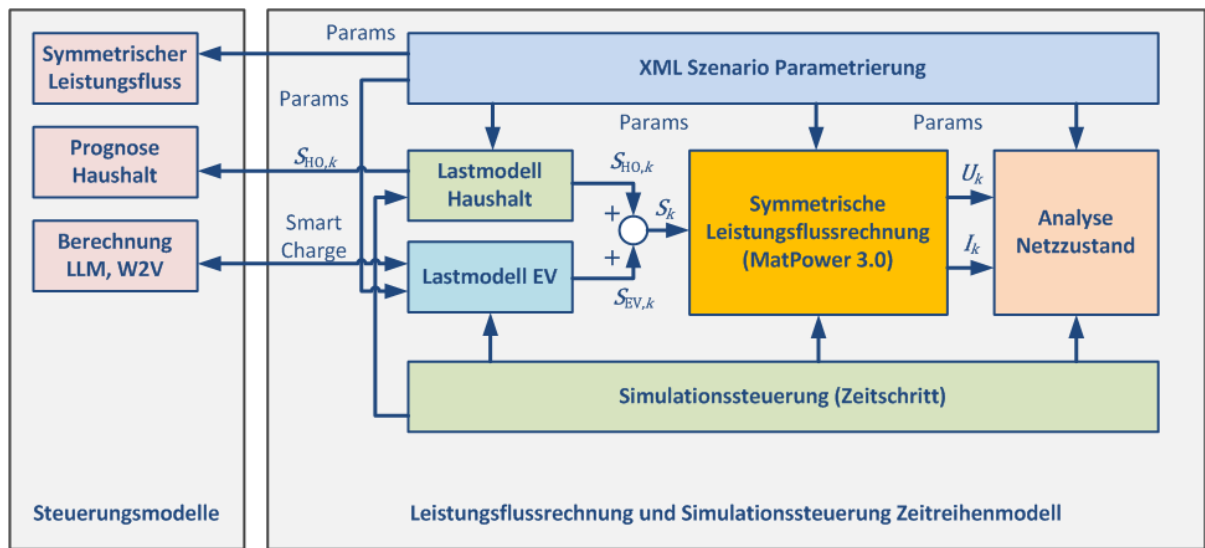 Symmetrischer
Leistungsfluss
Params
XML Szenario Parametrierung
Params
Params
Params
Prognose
Haushalt
S_HO,k
Lastmodell
Haushalt
S_HO,k
+
S_k
Symmetrische
Leistungsflussrechnung
(MatPower 3.0)
U_k
I_k
Analyse
Netzzustand
Berechnung
LLM, W2V
Smart
Charge
Lastmodell EV
+
S_EV,k
Simulationssteuerung (Zeitschritt)
Steuerungsmodelle
Leistungsflussrechnung und Simulationssteuerung Zeitreihenmodell